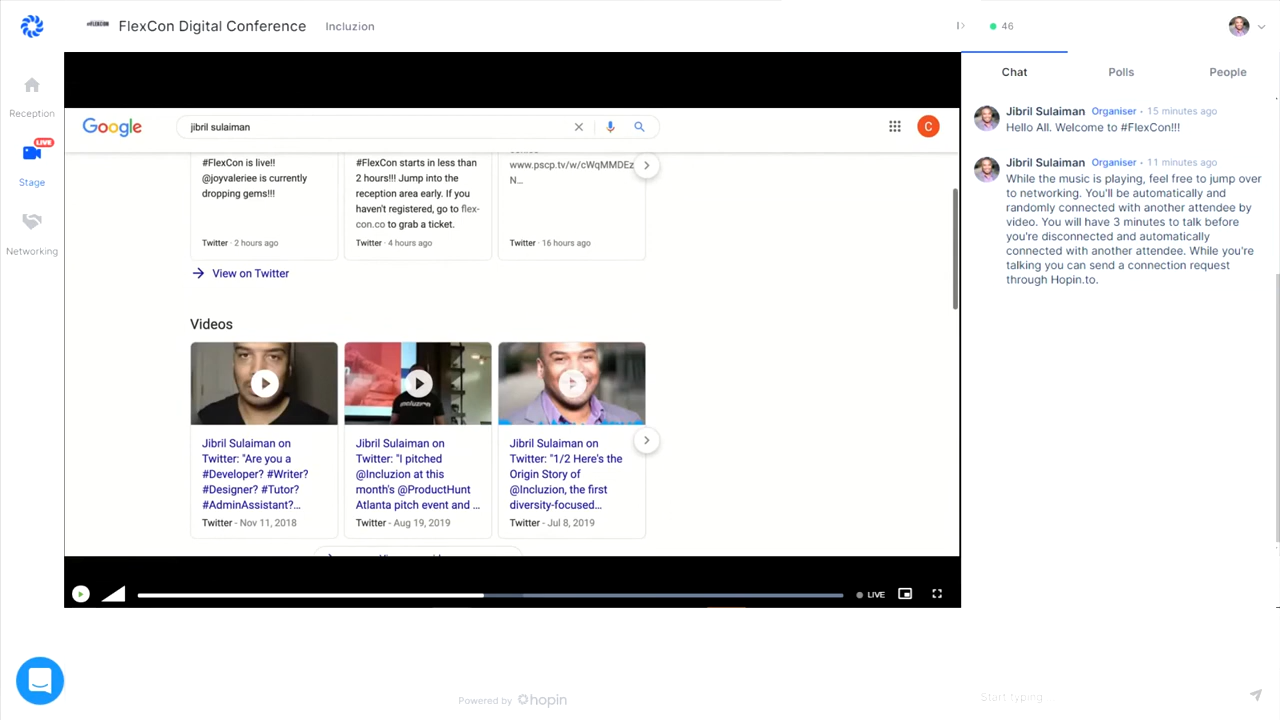 #FLEXCON
FlexCon Digital Conference
Incluzion
46
Reception
LIVE
Stage
Networking
Google
jibril sulaiman
C
#FlexCon is live!!
@joyvaleriee is currently
dropping gems!!!
Twitter · 2 hours ago
#FlexCon starts in less than
2 hours!!! Jump into the
reception area early. If you
haven't registered, go to flex-
con.co to grab a ticket.
Twitter · 4 hours ago
www.pscp.tv/w/cWqMMDEz
N...
Twitter · 16 hours ago
View on Twitter
Videos
Jibril Sulaiman on
Twitter: "Are you a
#Developer? #Writer?
#Designer? #Tutor?
#AdminAssistant?...
Twitter - Nov 11, 2018
incluzion
Jibril Sulaiman on
Twitter: "I pitched
@Incluzion at this
month's @ProductHunt
Atlanta pitch event and ...
Twitter - Aug 19, 2019
Jibril Sulaiman on
Twitter: "1/2 Here's the
Origin Story of
@Incluzion, the first
diversity-focused...
Twitter - Jul 8, 2019
LIVE
Powered by hopin
Chat
Polls
People
Jibril Sulaiman Organiser • 15 minutes ago
Hello All. Welcome to #FlexCon!!!
Jibril Sulaiman Organiser • 11 minutes ago
While the music is playing, feel free to jump over
to networking. You'll be automatically and
randomly connected with another attendee by
video. You will have 3 minutes to talk before
you're disconnected and automatically
connected with another attendee. While you're
talking you can send a connection request
through Hopin.to.
Start typing